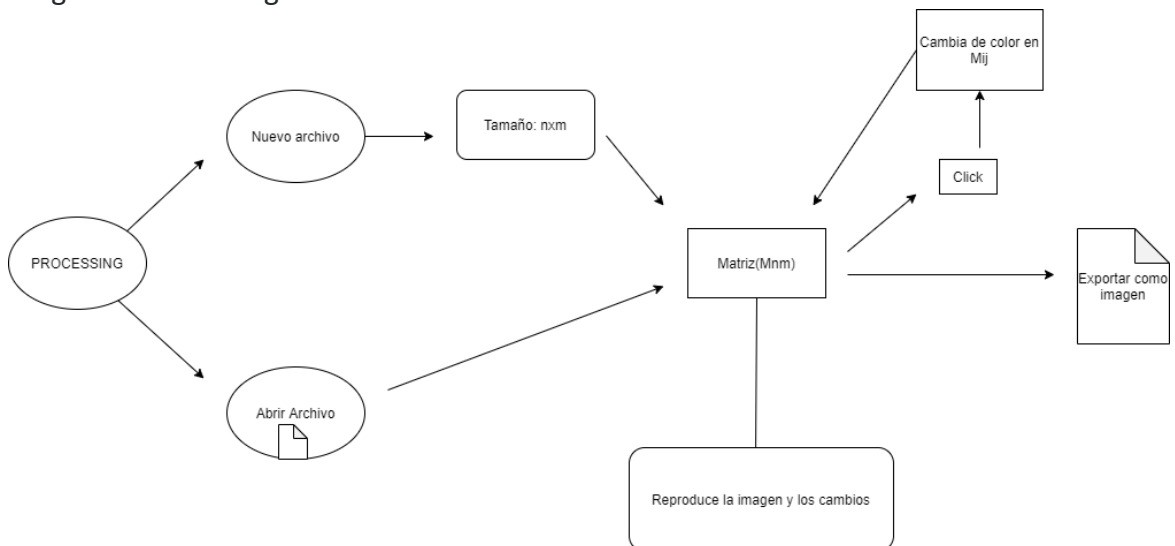 Cambia de color en
Mij
Nuevo archivo
Tamaño: nxm
Click
PROCESSING
Matriz(Mnm)
Exportar como
imagen
Abrir Archivo
Reproduce la imagen y los cambios